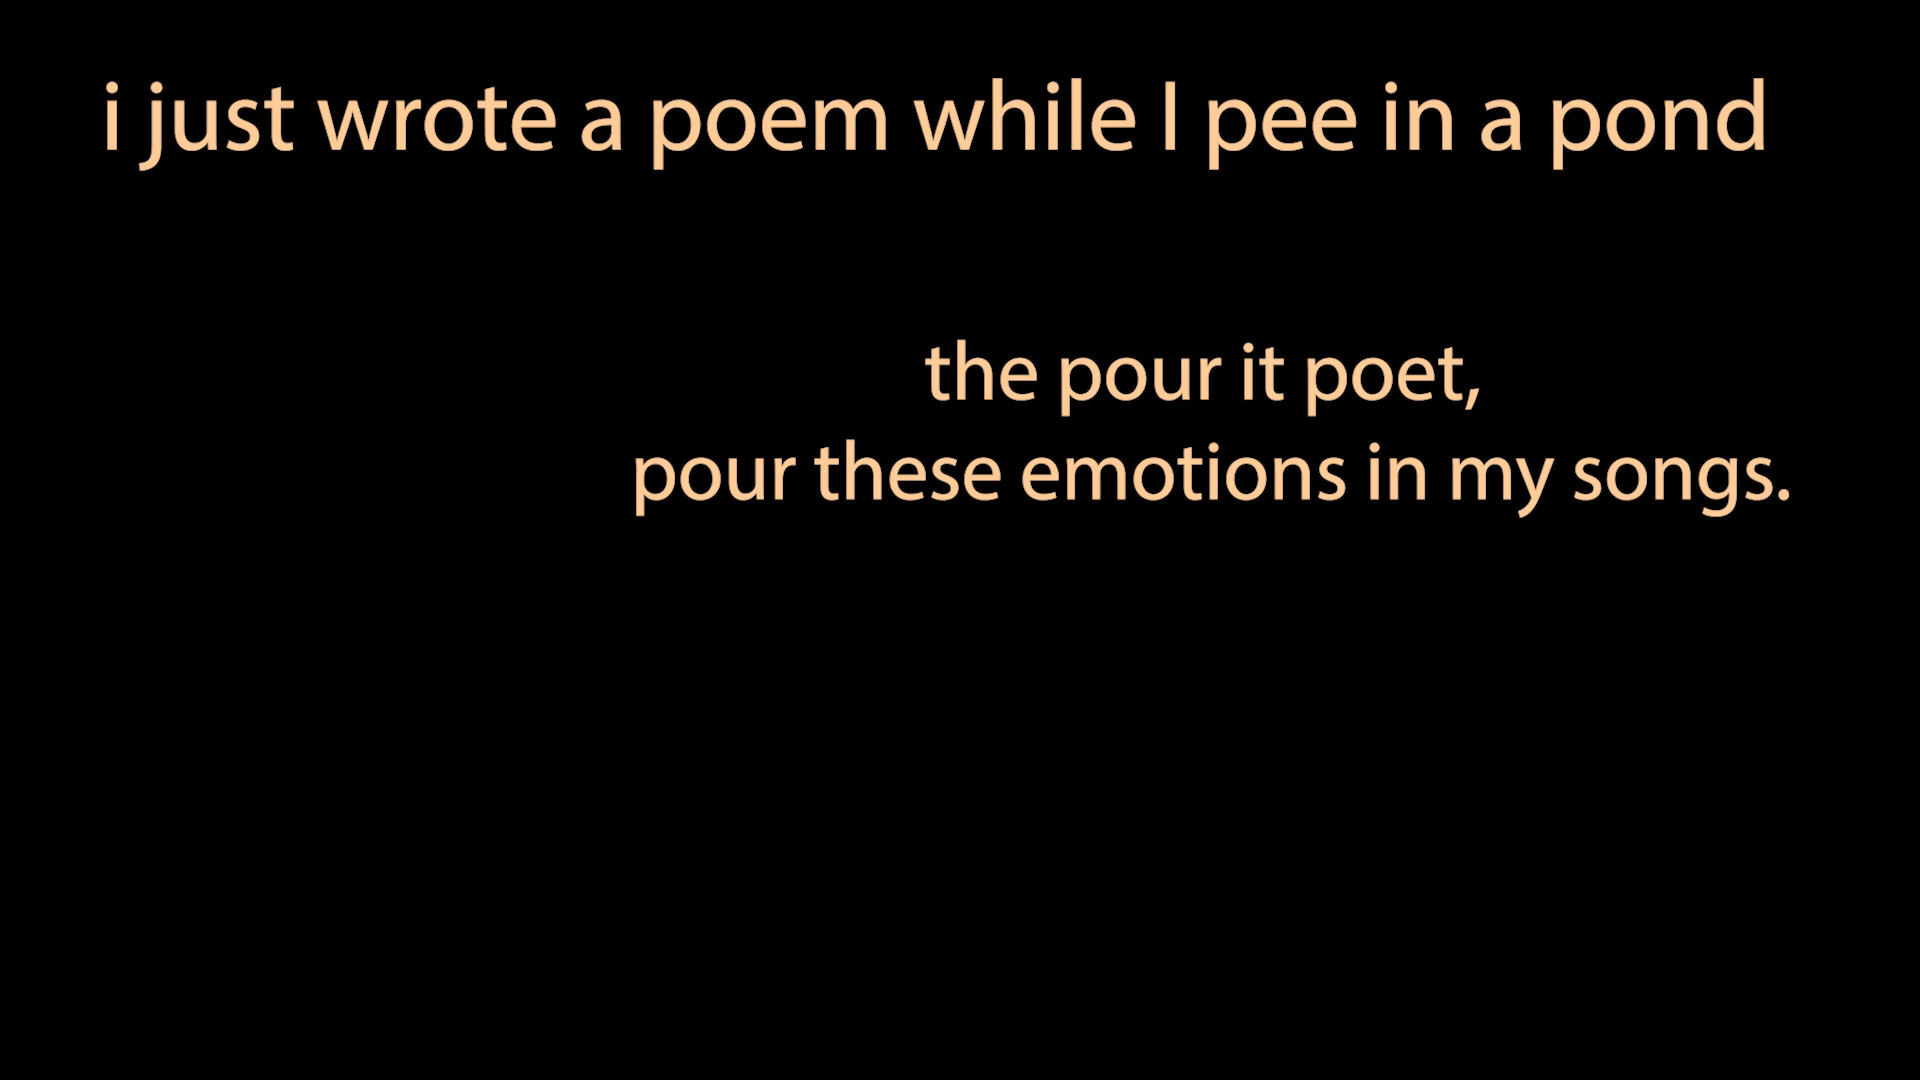 i just wrote a poem while I pee in a pond
the pour it poet,
pour these emotions in my songs.